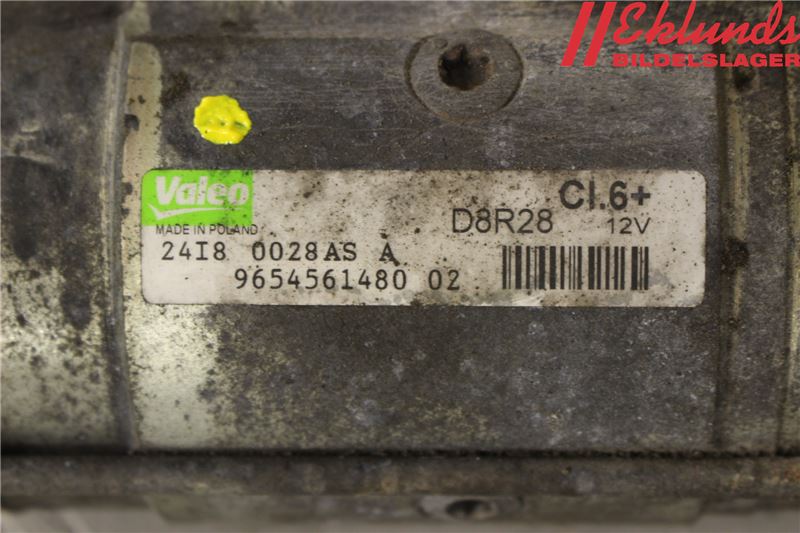 Eklunds
BILDELSLAGER
Valeo
MADE IN POLAND
Cl.6+
D8R28 12V
24I8 0028AS A
9654561480 02